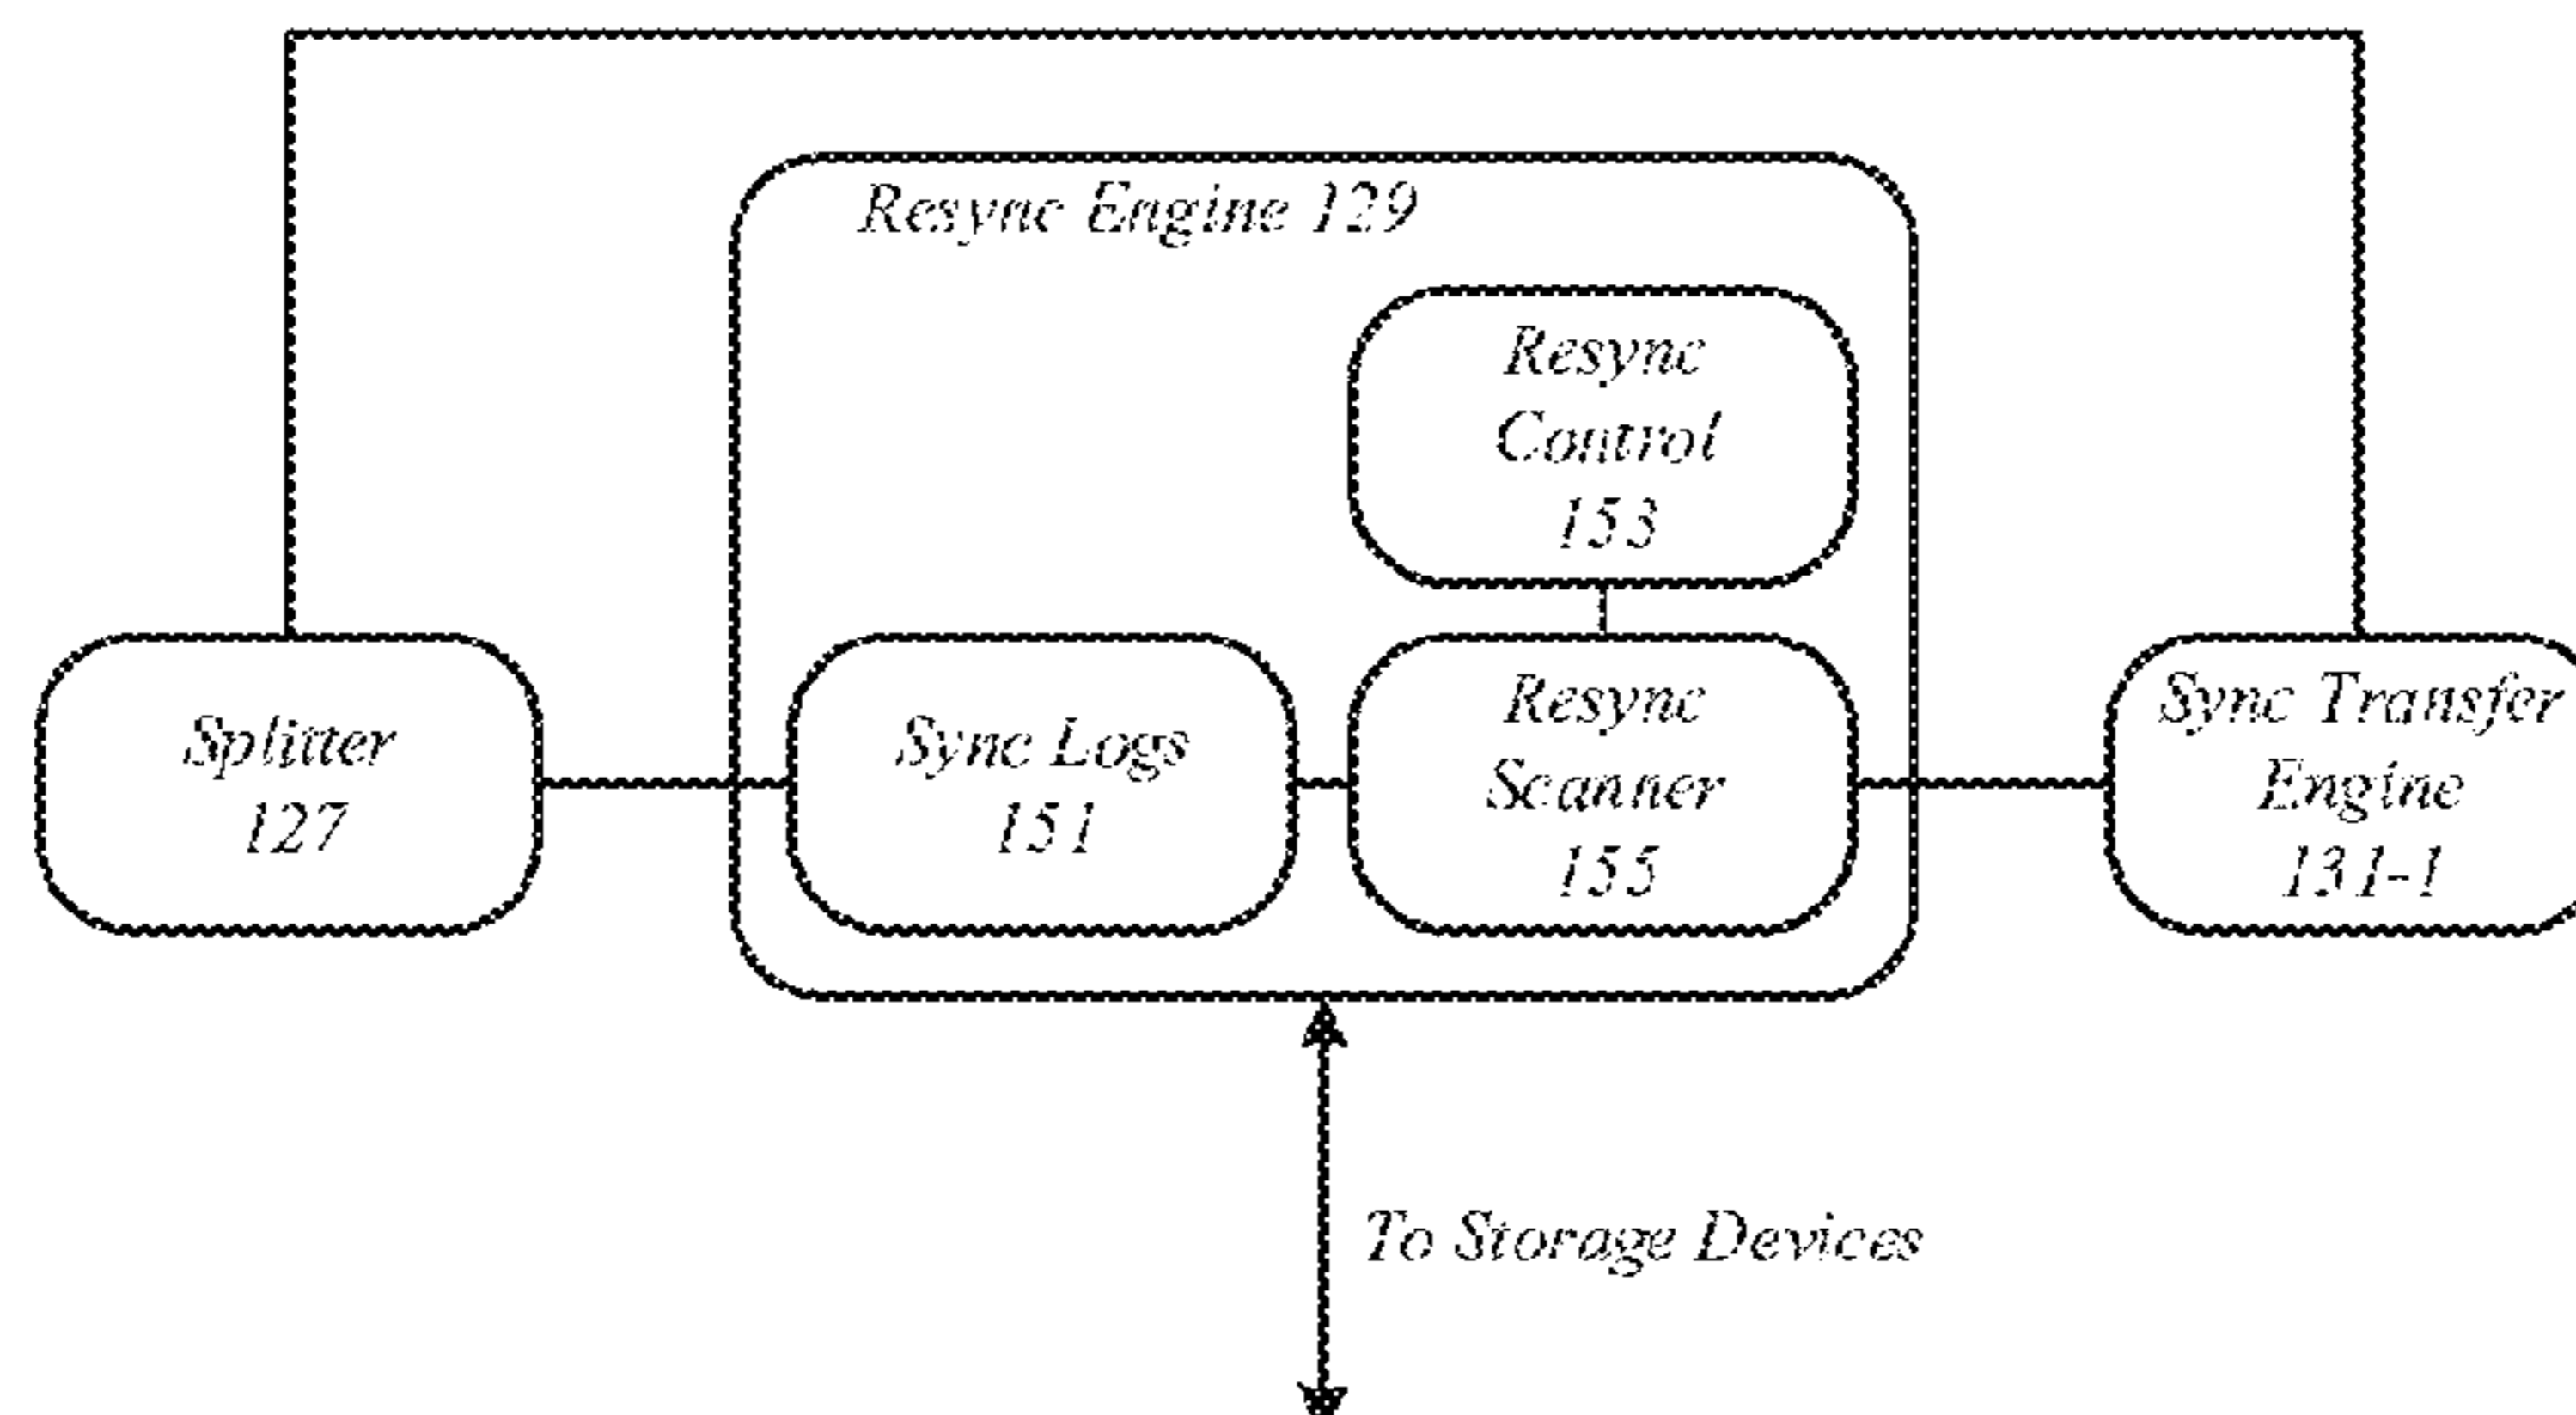 Resync Engine 129
Resync
Control
153
Splitter
127
Sync Logs
151
Resync
Scanner
155
Sync Transfer
Engine
131-1
To Storage Devices